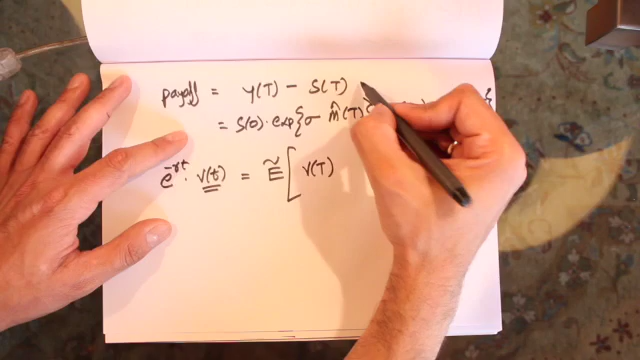 payoff = Y(T) - S(T)
= S(0) · exp{σ M̂(T)
e^{-rt} · V(t) = Ẽ[ V(T)